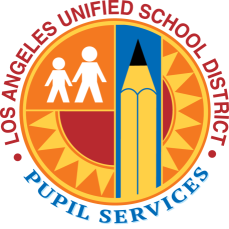 • LOS ANGELES UNIFIED SCHOOL DISTRICT •
PUPIL SERVICES